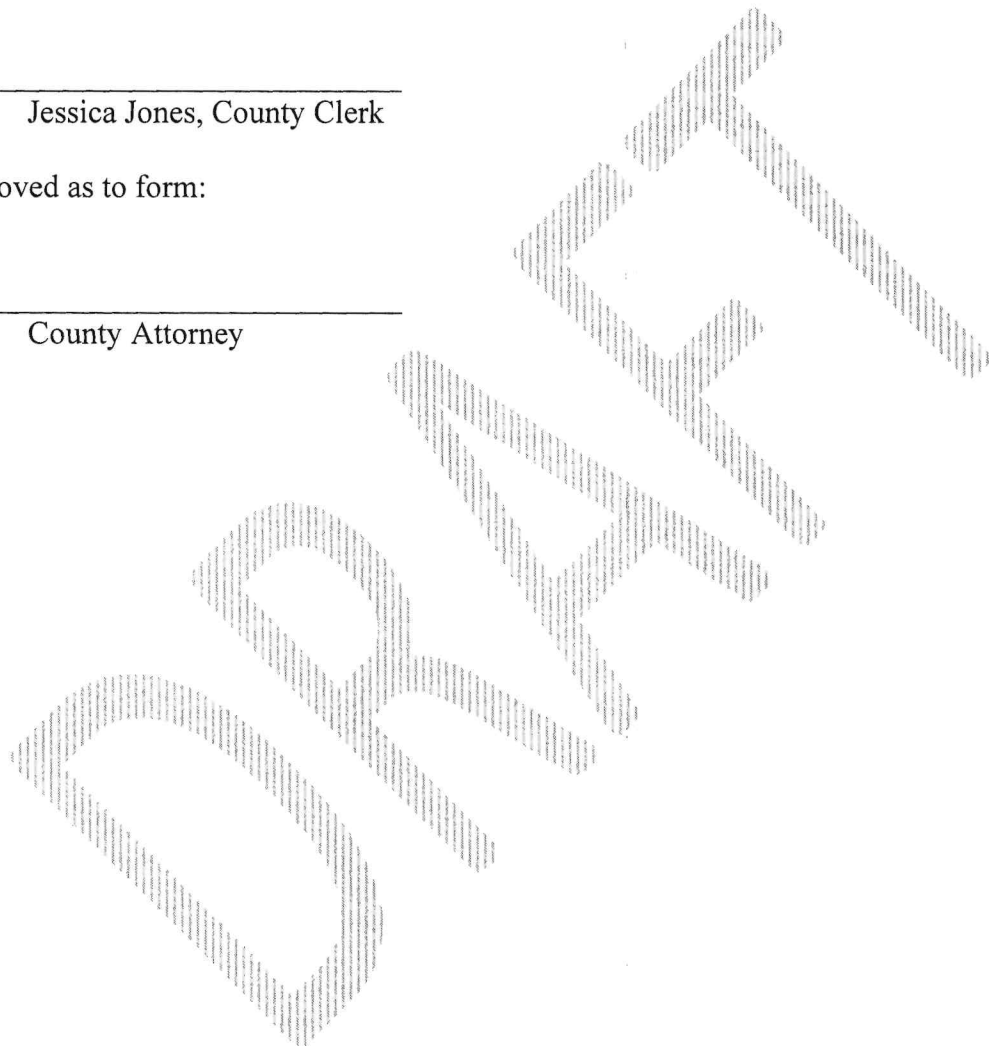 Jessica Jones, County Clerk
oved as to form:
County Attorney
DRAFT